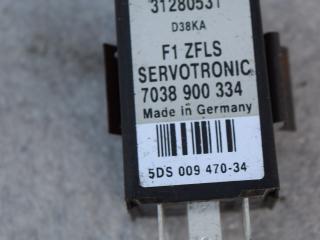 31280531
D38KA
F1 ZFLS
SERVOTRONIC
7038 900 334
Made in Germany
5DS 009 470-34